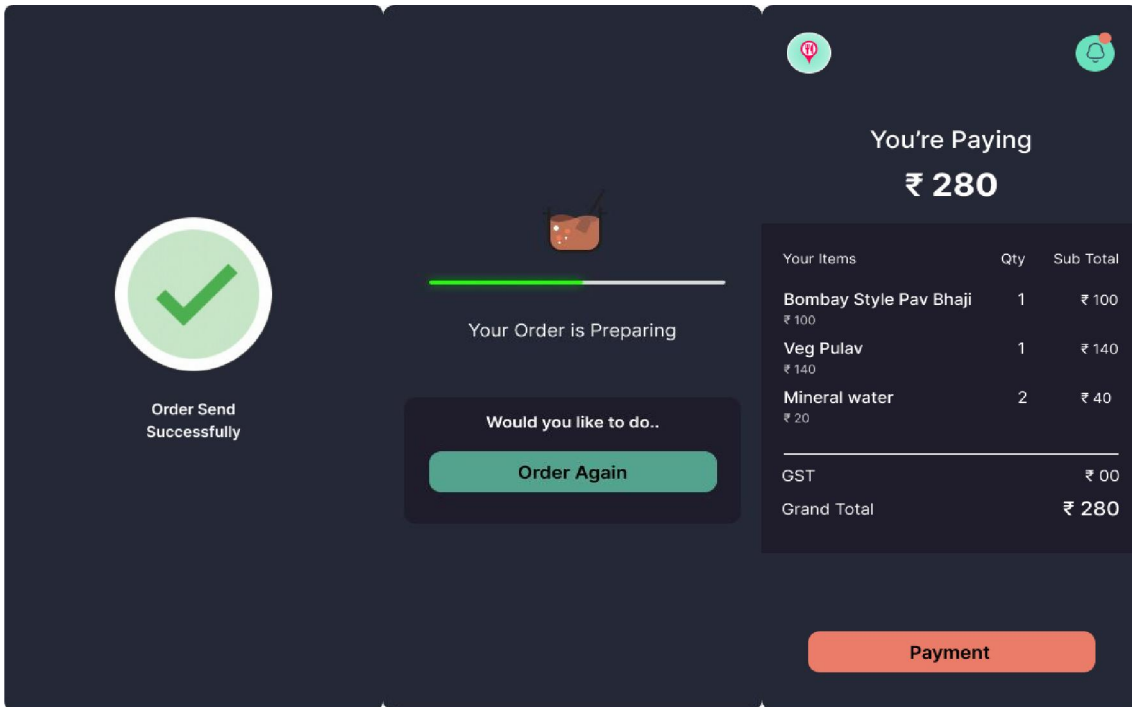 Order Send
Successfully
Your Order is Preparing
Would you like to do..
Order Again
You're Paying
₹ 280
Your Items Qty Sub Total
Bombay Style Pav Bhaji 1 ₹ 100
₹ 100
Veg Pulav 1 ₹ 140
₹ 140
Mineral water 2 ₹ 40
₹ 20
GST ₹ 00
Grand Total ₹ 280
Payment